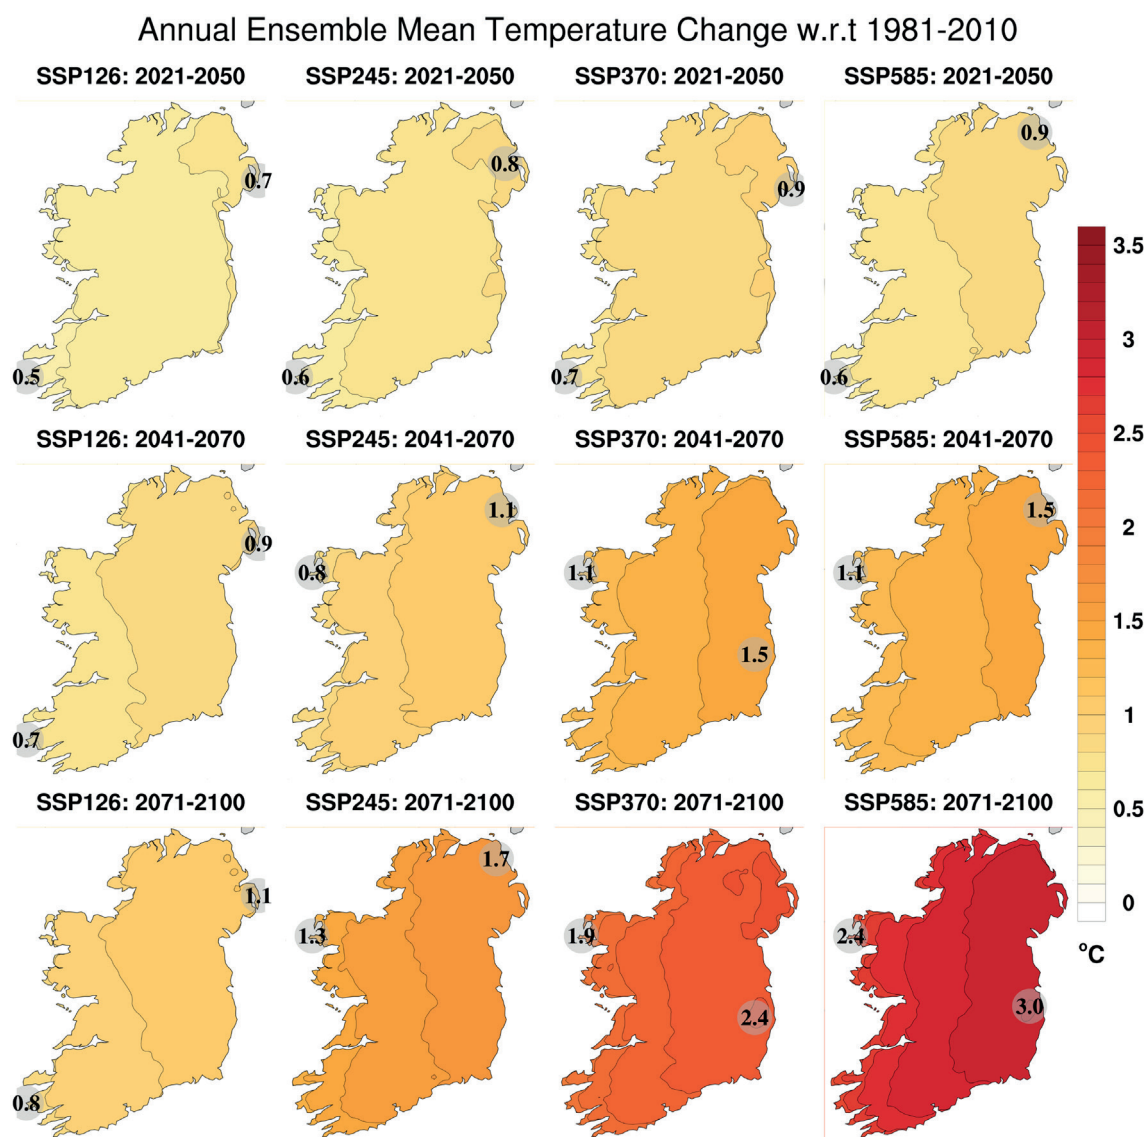 Annual Ensemble Mean Temperature Change w.r.t 1981-2010
SSP126: 2021-2050 SSP245: 2021-2050 SSP370: 2021-2050 SSP585: 2021-2050
0.7 0.8 0.9 0.9
0.5 0.6 0.7 0.6
SSP126: 2041-2070 SSP245: 2041-2070 SSP370: 2041-2070 SSP585: 2041-2070
0.9 1.1 1.5
0.8 1.1 1.1
0.7 1.5
SSP126: 2071-2100 SSP245: 2071-2100 SSP370: 2071-2100 SSP585: 2071-2100
1.1 1.7
1.3 1.9 2.4
0.8 2.4 3.0
3.5
3
2.5
2
1.5
1
0.5
0
°C